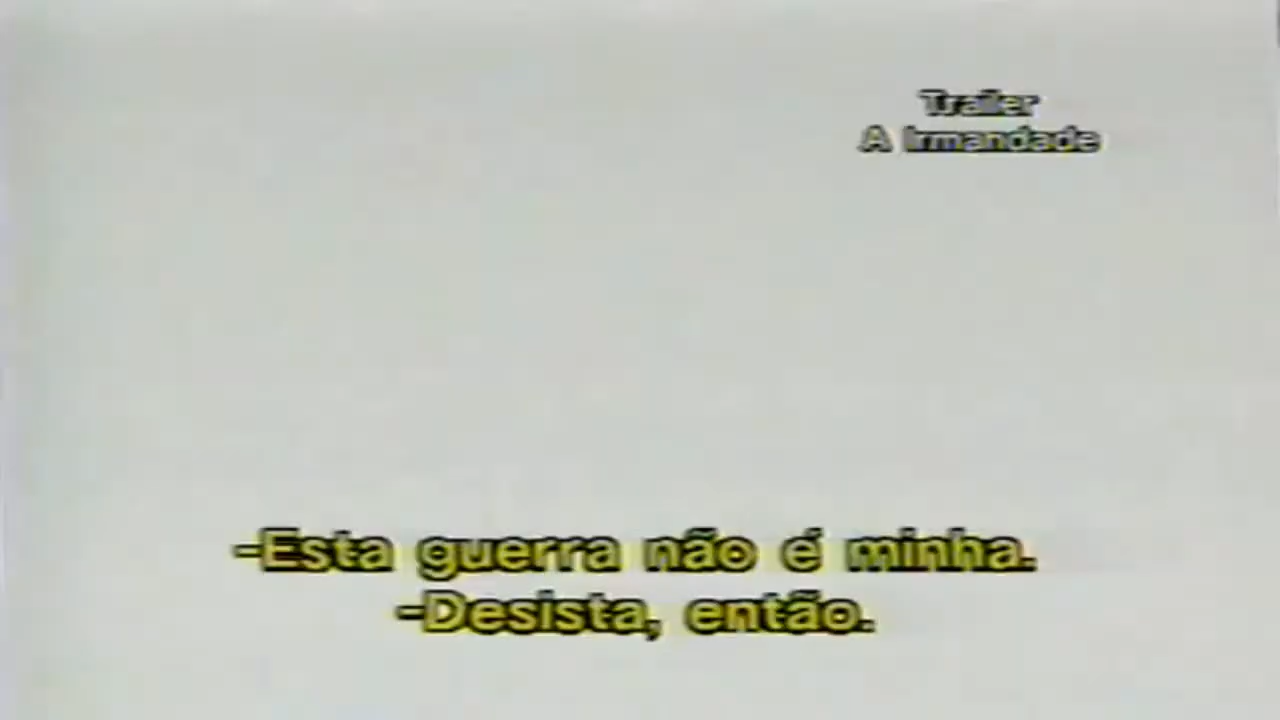 Trailer
A Irmandade
-Esta guerra não é minha.
-Desista, então.